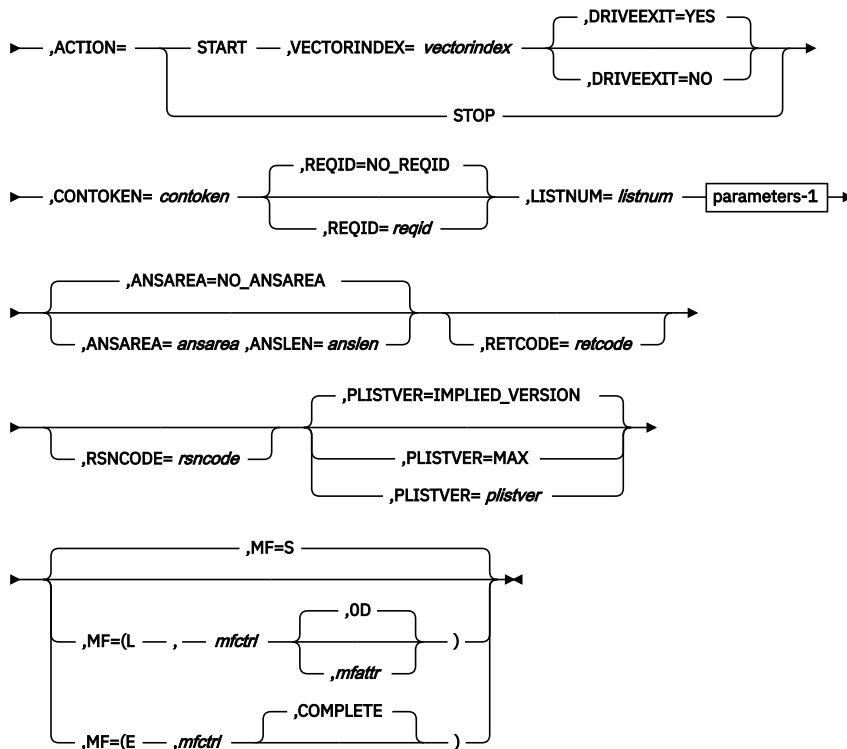 ,DRIVEEXIT=YES
,ACTION= START ,VECTORINDEX= vectorindex
,DRIVEEXIT=NO
STOP
,REQID=NO_REQID
,CONTOKEN= contoken ,LISTNUM= listnum parameters-1
,REQID= reqid
,ANSAREA=NO_ANSAREA
,ANSAREA= ansarea ,ANSLEN= anslen ,RETCODE= retcode
,PLISTVER=IMPLIED_VERSION
,RSNCODE= rsncode ,PLISTVER=MAX
,PLISTVER= plistver
,MF=S
,0D
,MF=(L , mfctrl )
,mfattr
,COMPLETE
,MF=(E ,mfctrl )